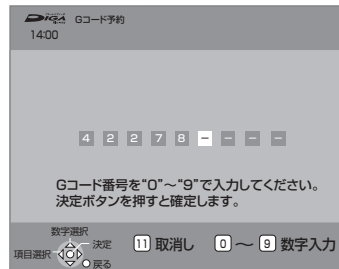 DIGA Gコード予約
14:00
4 2 2 7 8 - - - -
Gコード番号を"0"～"9"で入力してください。
決定ボタンを押すと確定します。
数字選択
項目選択 決定
戻る
11 取消し 0 ～ 9 数字入力